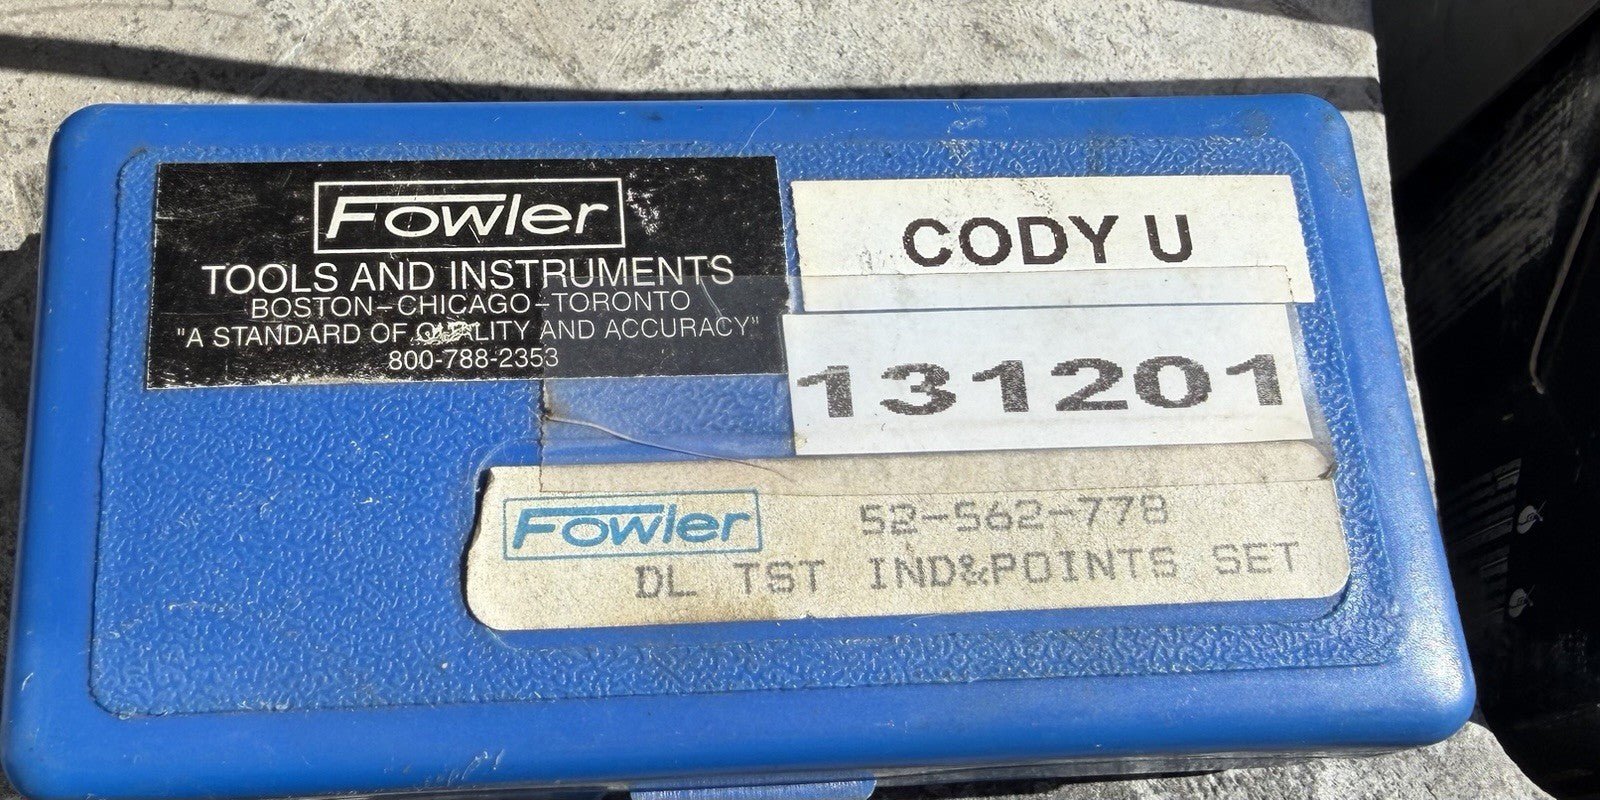 Fowler
TOOLS AND INSTRUMENTS
BOSTON-CHICAGO-TORONTO
"A STANDARD OF QUALITY AND ACCURACY"
800-788-2353
CODY U
131201
Fowler
52-562-778
DL TST IND&POINTS SET